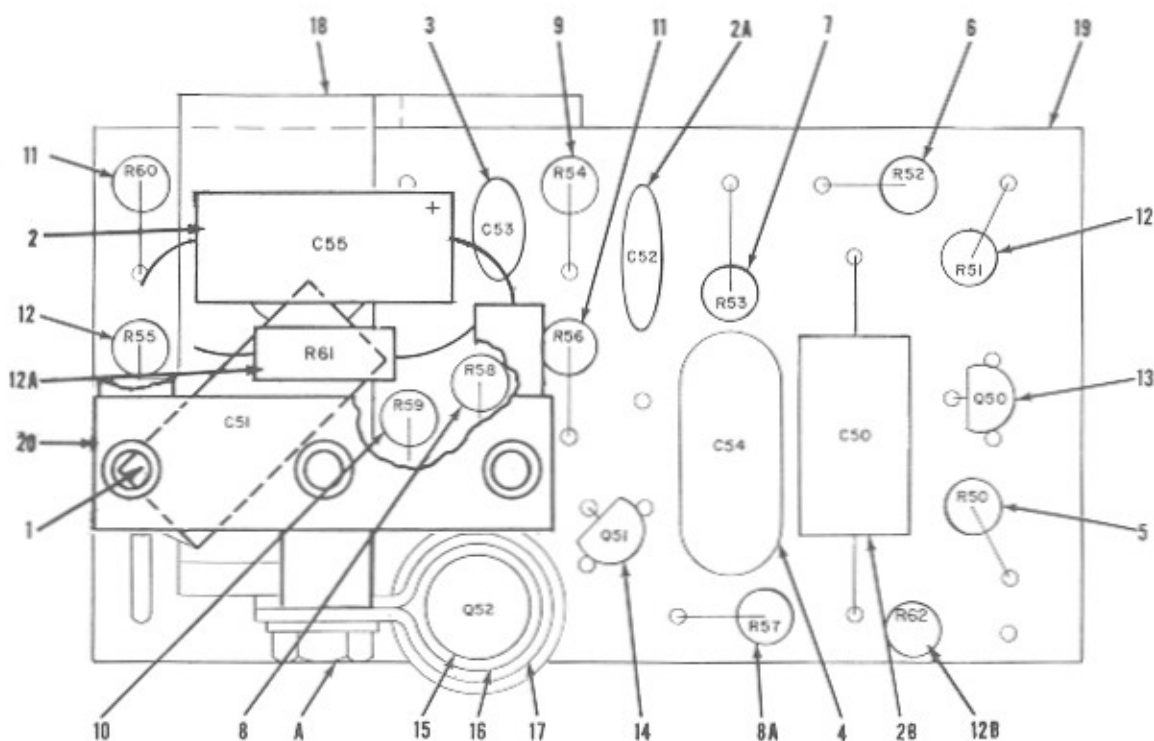 18 3 9 11 2A 7 6 19
11 R60 R54 R52
2 C55 + C53 C52 R51 12
R53
12 R55 R56
12A R61 R58 13
20 C51 R59 Q50
C54 C50
1 R50
Q51 5
Q52 R57 R62
10 8 A 15 16 17 14 8A 4 2B 12B